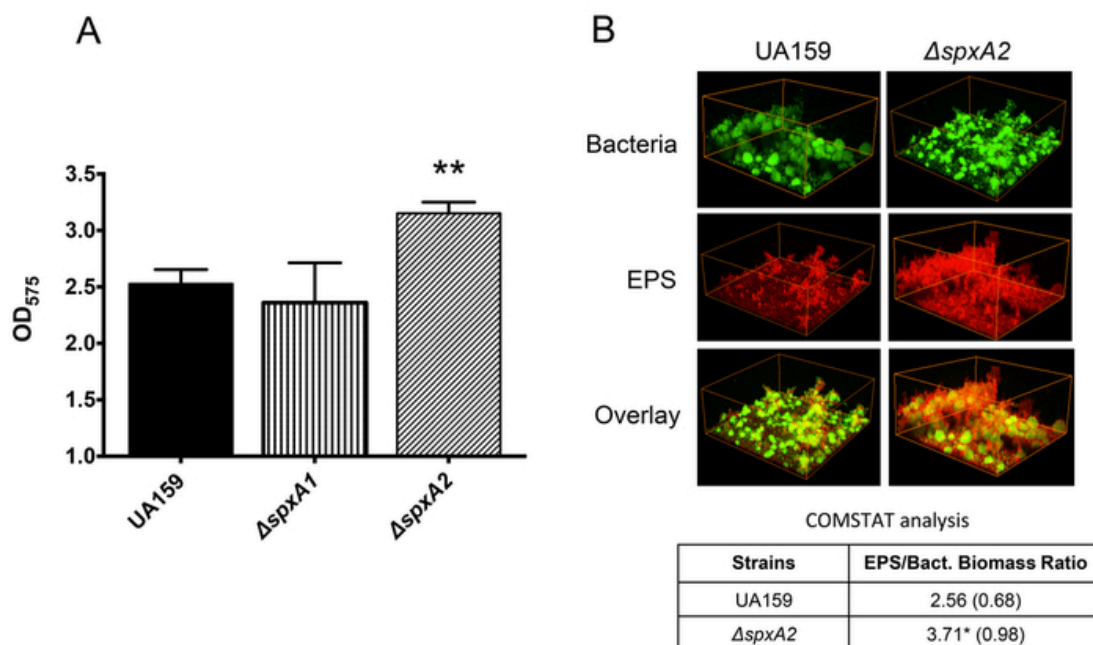 A
3.5
3.0
2.5
2.0
1.5
1.0
OD575
**
UA159
ΔspxA1
ΔspxA2
B
UA159 ΔspxA2
Bacteria
EPS
Overlay
COMSTAT analysis
Strains EPS/Bact. Biomass Ratio
UA159 2.56 (0.68)
ΔspxA2 3.71* (0.98)